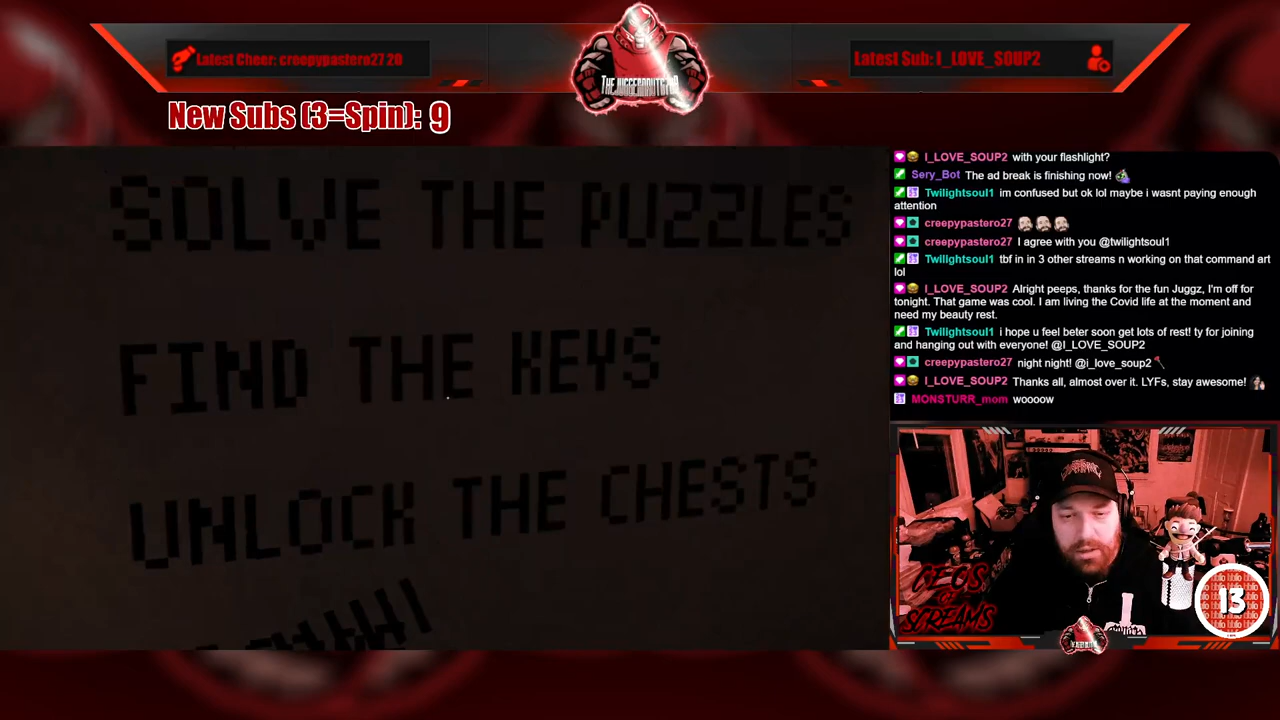 Latest Cheer: creepypastero27 20
THEJUGGERNAUTGTO9
Latest Sub: I_LOVE_SOUP2
New Subs (3=Spin): 9
SOLVE THE PUZZLES
FIND THE KEYS
UNLOCK THE CHESTS
I_LOVE_SOUP2 with your flashlight?
Sery_Bot The ad break is finishing now!
Twilightsoul1 im confused but ok lol maybe i wasnt paying enough
attention
creepypastero27
creepypastero27 I agree with you @twilightsoul1
Twilightsoul1 tbf in in 3 other streams n working on that command art
lol
I_LOVE_SOUP2 Alright peeps, thanks for the fun Juggz, I'm off for
tonight. That game was cool. I am living the Covid life at the moment and
need my beauty rest.
Twilightsoul1 i hope u feel beter soon get lots of rest! ty for joining
and hanging out with everyone! @I_LOVE_SOUP2
creepypastero27 night night! @i_love_soup2
I_LOVE_SOUP2 Thanks all, almost over it. LYFs, stay awesome!
MONSTURR_mom woooow
SCREAMS
13